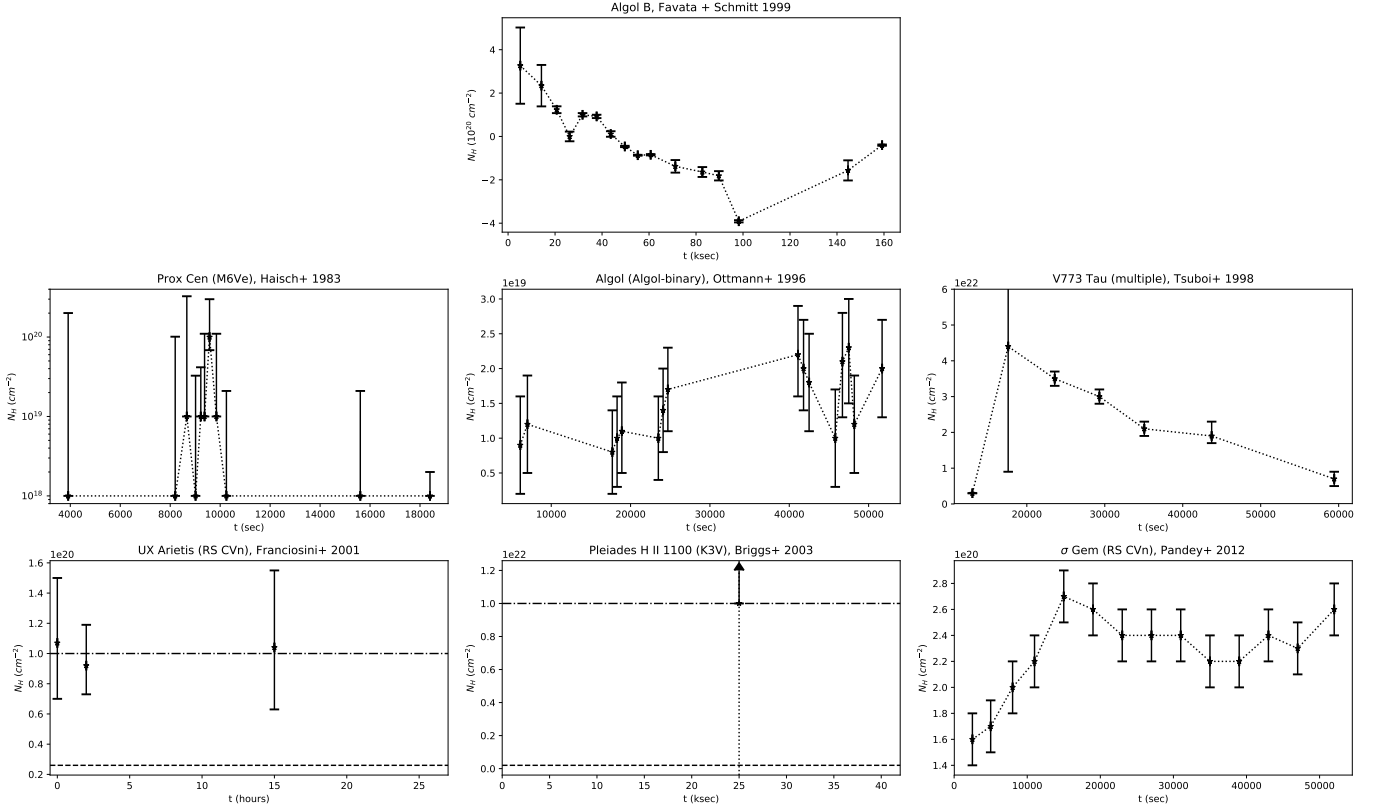 Algol B, Favata + Schmitt 1999
4
2
0
−2
−4
N_H (10^20 cm^−2)
0 20 40 60 80 100 120 140 160
t (ksec)
Prox Cen (M6Ve), Haisch+ 1983
10^20
10^19
10^18
N_H (cm^−2)
4000 6000 8000 10000 12000 14000 16000 18000
t (sec)
Algol (Algol-binary), Ottmann+ 1996
1e19
3.0
2.5
2.0
1.5
1.0
0.5
N_H (cm^−2)
10000 20000 30000 40000 50000
t (sec)
V773 Tau (multiple), Tsuboi+ 1998
1e22
6
5
4
3
2
1
0
N_H (cm^−2)
20000 30000 40000 50000 60000
t (sec)
UX Arietis (RS CVn), Franciosini+ 2001
1e20
1.6
1.4
1.2
1.0
0.8
0.6
0.4
0.2
N_H (cm^−2)
0 5 10 15 20 25
t (hours)
Pleiades H II 1100 (K3V), Briggs+ 2003
1e22
1.2
1.0
0.8
0.6
0.4
0.2
0.0
N_H (cm^−2)
0 5 10 15 20 25 30 35 40
t (ksec)
σ Gem (RS CVn), Pandey+ 2012
1e20
2.8
2.6
2.4
2.2
2.0
1.8
1.6
1.4
N_H (cm^−2)
0 10000 20000 30000 40000 50000
t (sec)